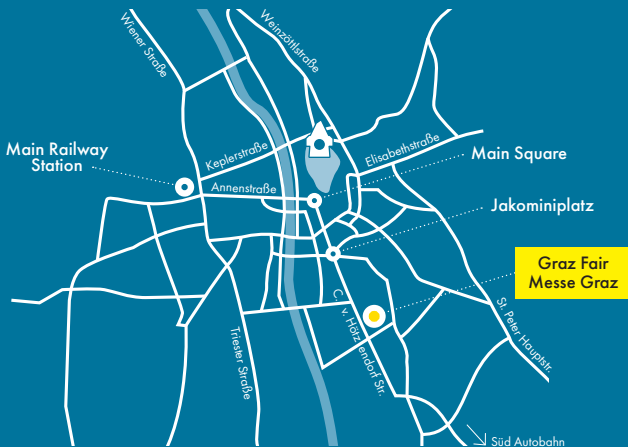 Wiener Straße
Weinzöttlstraße
Main Railway
Station
Keplerstraße
Elisabethstraße
Main Square
Annenstraße
Jakominiplatz
Graz Fair
Messe Graz
C. v. Hötzendorf Str.
St. Peter Hauptstr.
Triester Straße
Süd Autobahn